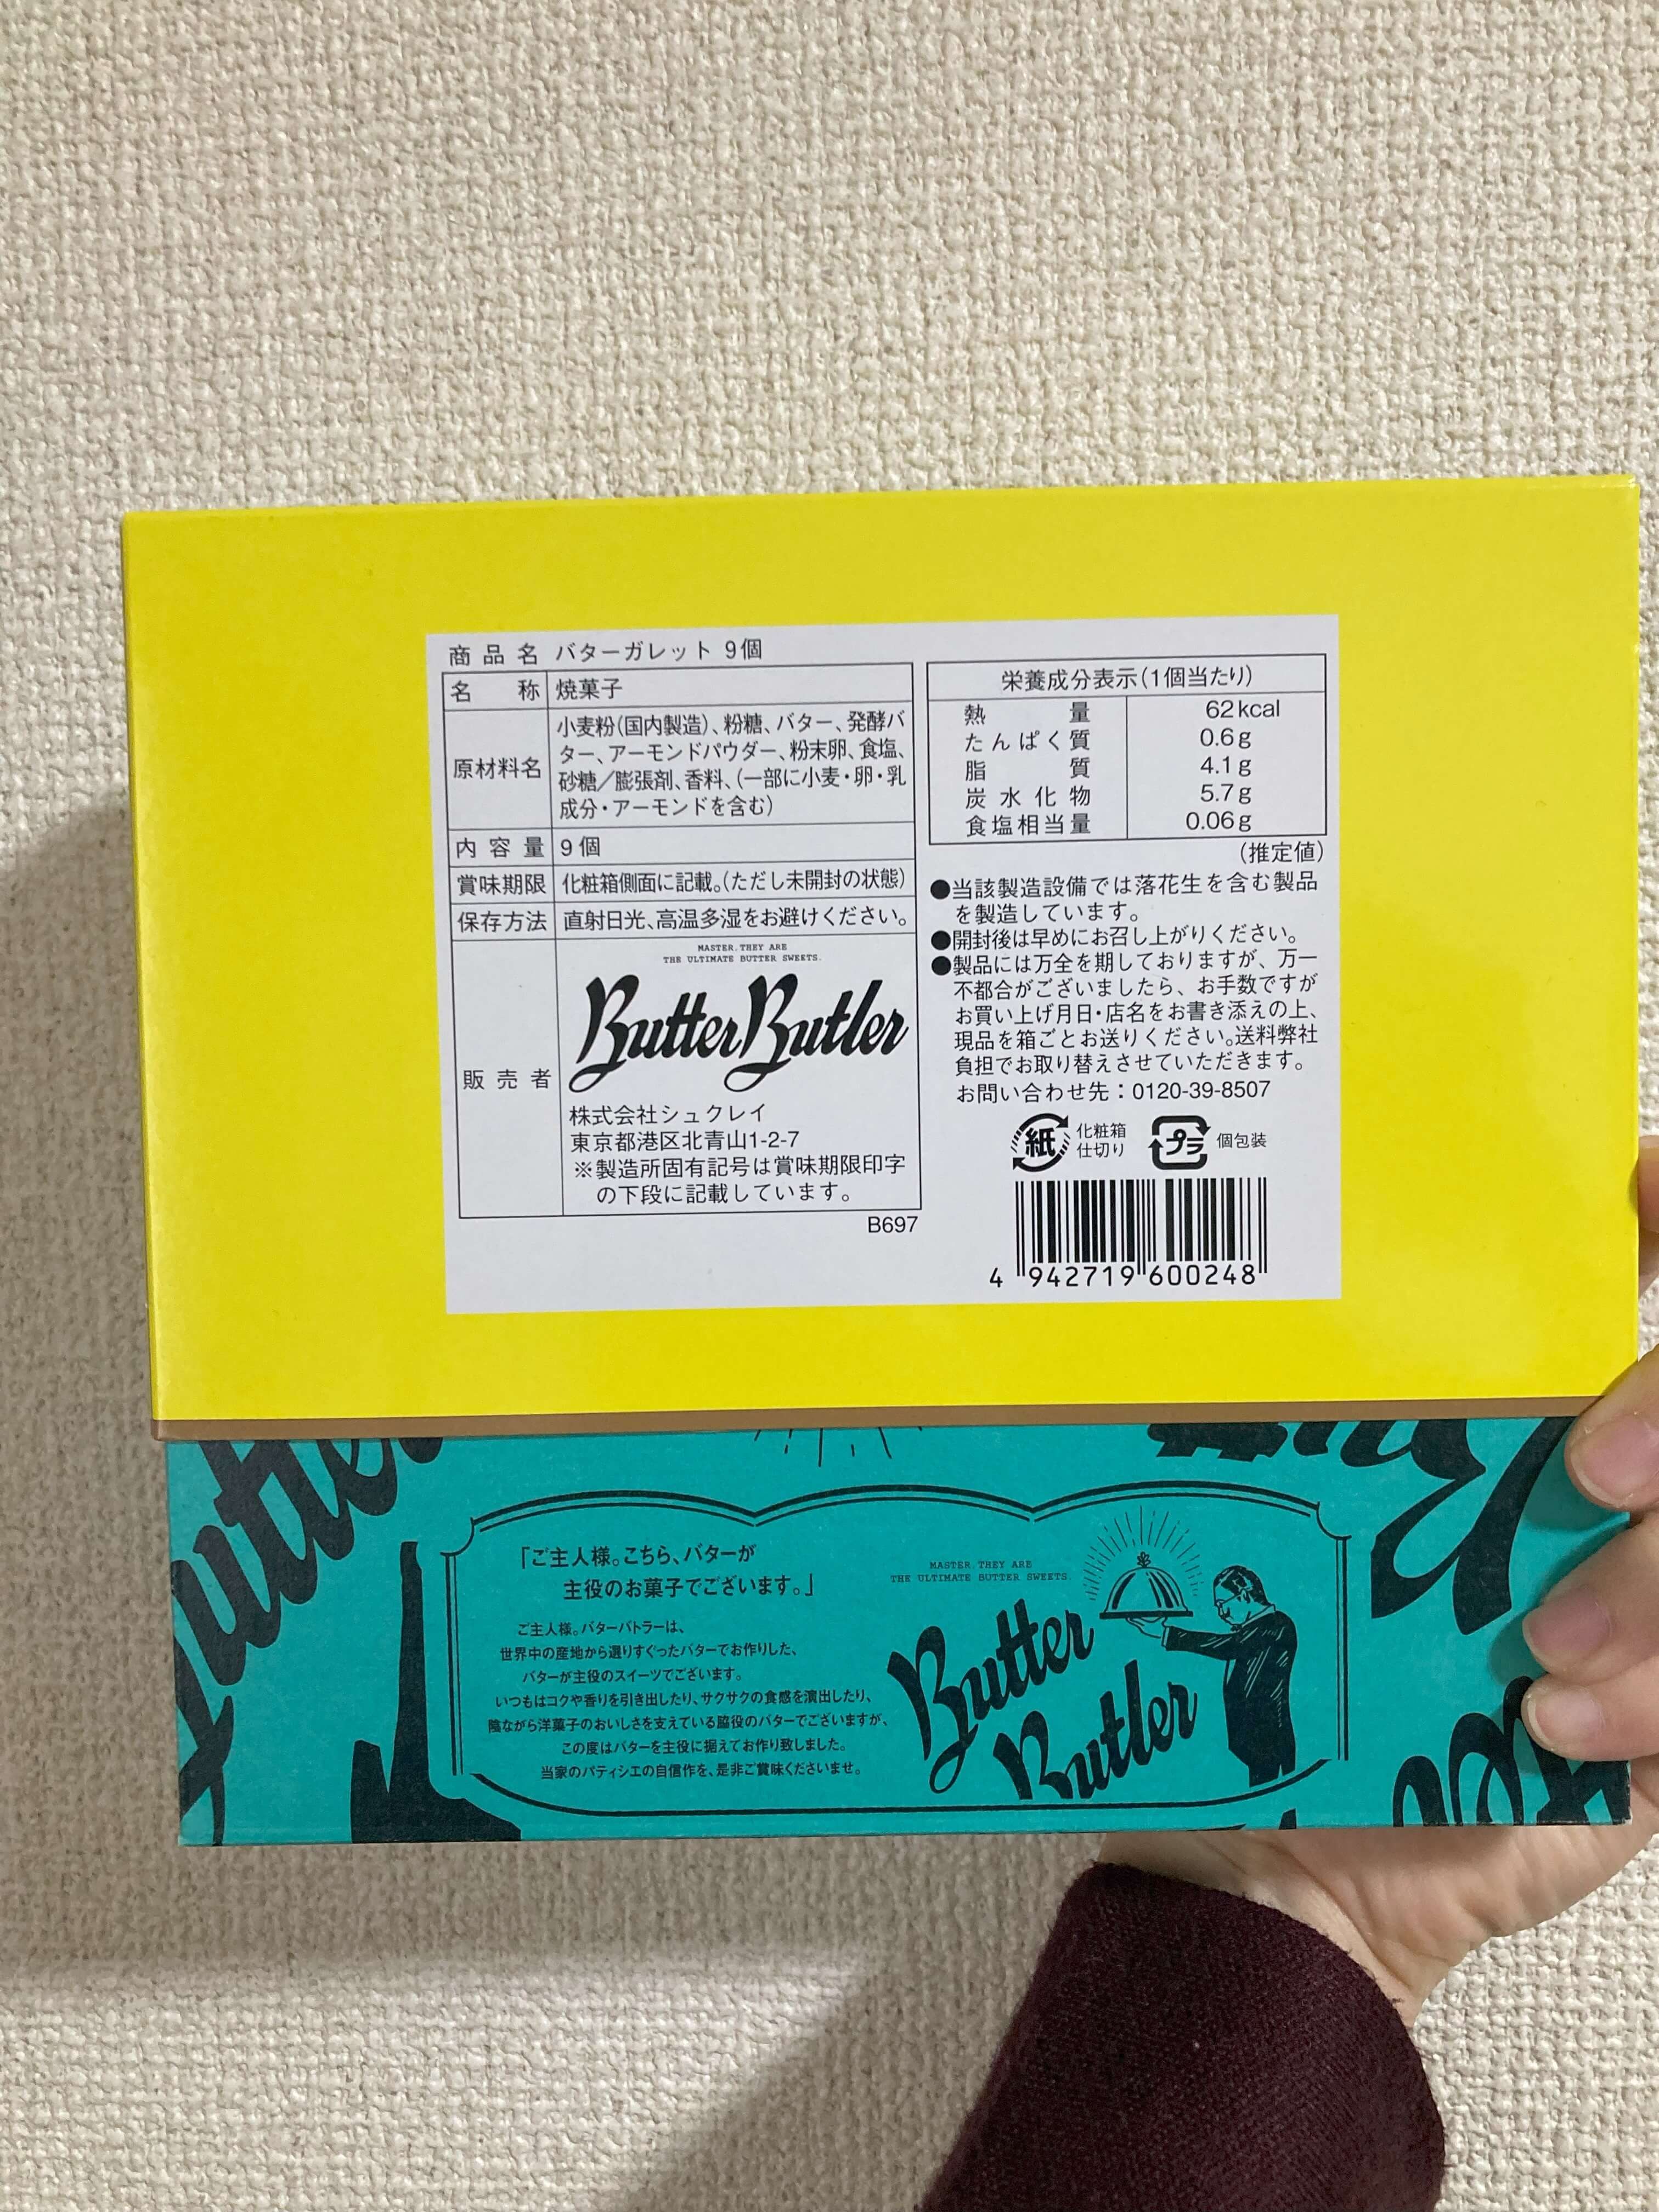 商品名 バターガレット 9個
名称 焼菓子
原材料名 小麦粉(国内製造)、粉糖、バター、発酵バ
ター、アーモンドパウダー、粉末卵、食塩、
砂糖/膨張剤、香料、(一部に小麦・卵・乳
成分・アーモンドを含む)
内容量 9個
賞味期限 化粧箱側面に記載。(ただし未開封の状態)
保存方法 直射日光、高温多湿をお避けください。
販売者
MASTER. THEY ARE
THE ULTIMATE BUTTER SWEETS.
Butter Butler
株式会社シュクレイ
東京都港区北青山1-2-7
※製造所固有記号は賞味期限印字
の下段に記載しています。
B697
栄養成分表示(1個当たり)
熱量 62kcal
たんぱく質 0.6g
脂質 4.1g
炭水化物 5.7g
食塩相当量 0.06g
(推定値)
●当該製造設備では落花生を含む製品
を製造しています。
●開封後は早めにお召し上がりください。
●製品には万全を期しておりますが、万一
不都合がございましたら、お手数ですが
お買い上げ月日・店名をお書き添えの上、
現品を箱ごとお送りください。送料弊社
負担でお取り替えさせていただきます。
お問い合わせ先:0120-39-8507
紙 化粧箱
仕切り
プラ 個包装
4 942719 600248
「ご主人様。こちら、バターが
主役のお菓子でございます。」
ご主人様。バターバトラーは、
世界中の産地から選りすぐったバターでお作りした、
バターが主役のスイーツでございます。
いつもはコクや香りを引き出したり、サクサクの食感を演出したり、
陰ながら洋菓子のおいしさを支えている脇役のバターでございますが、
この度はバターを主役に据えてお作り致しました。
当家のパティシエの自信作を、是非ご賞味くださいませ。
MASTER. THEY ARE
THE ULTIMATE BUTTER SWEETS.
Butter
Butler